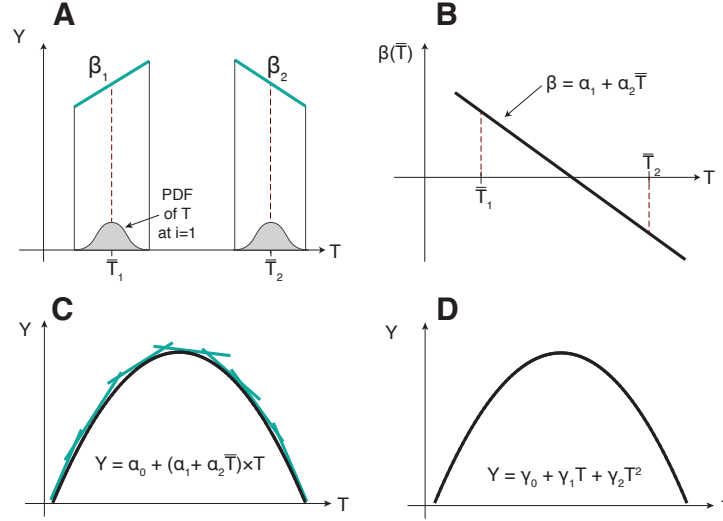 A
Y
β₁
β₂
PDF
of T
at i=1
T
T̅₁
T̅₂
B
β(T̅)
β = α₁ + α₂T̅
T̅₁
T̅₂
T
C
Y
Y = α₀ + (α₁+ α₂T̅)×T
T
D
Y
Y = γ₀ + γ₁T + γ₂T²